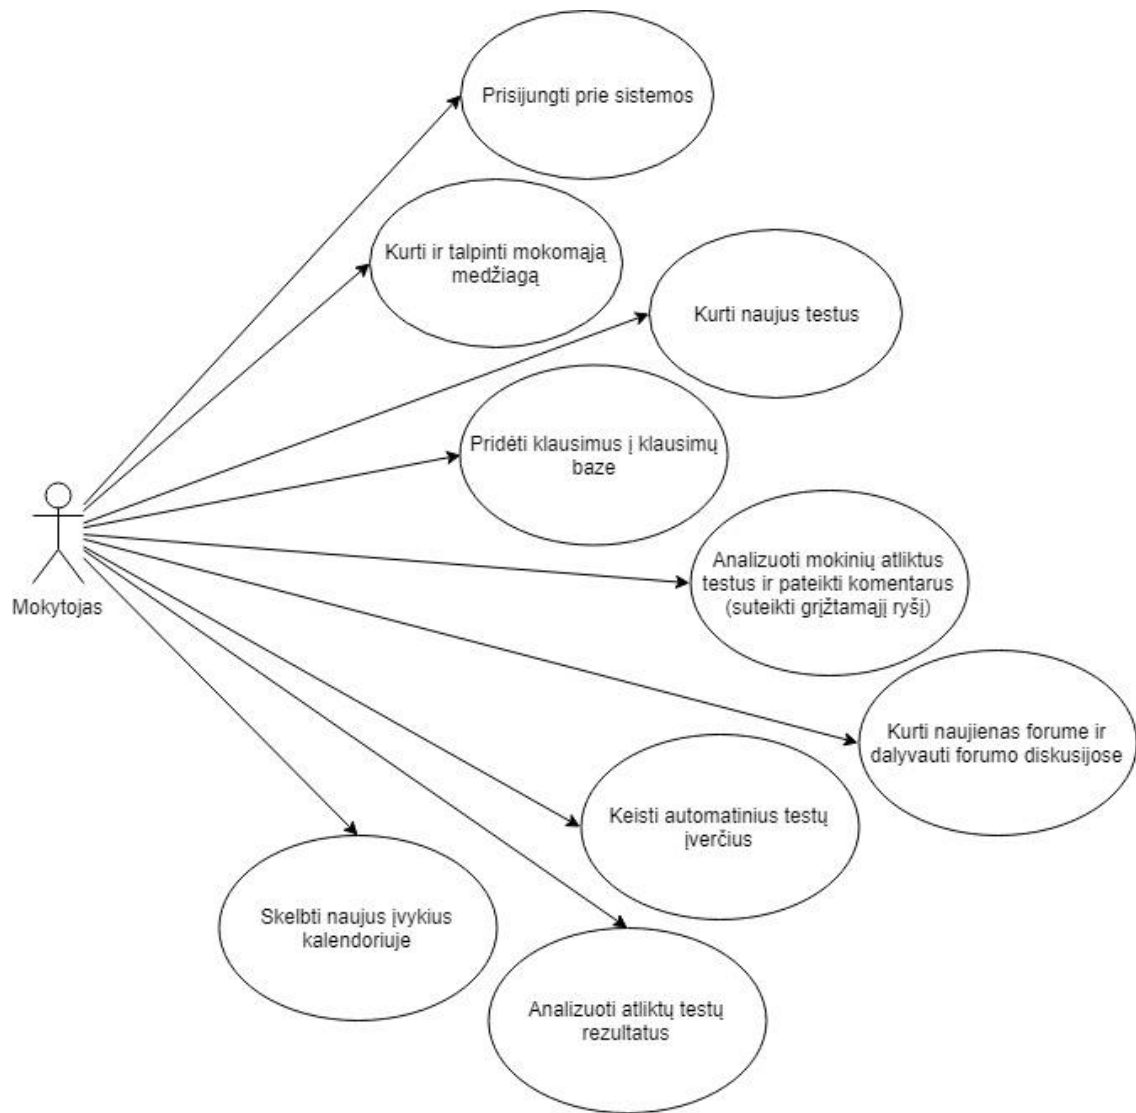 Prisijungti prie sistemos
Kurti ir talpinti mokomąją
medžiagą
Kurti naujus testus
Pridėti klausimus į klausimų
baze
Analizuoti mokinių atliktus
testus ir pateikti komentarus
(suteikti grįžtamąjį ryšį)
Mokytojas
Kurti naujienas forume ir
dalyvauti forumo diskusijose
Keisti automatinius testų
įverčius
Skelbti naujus įvykius
kalendoriuje
Analizuoti atliktų testų
rezultatus